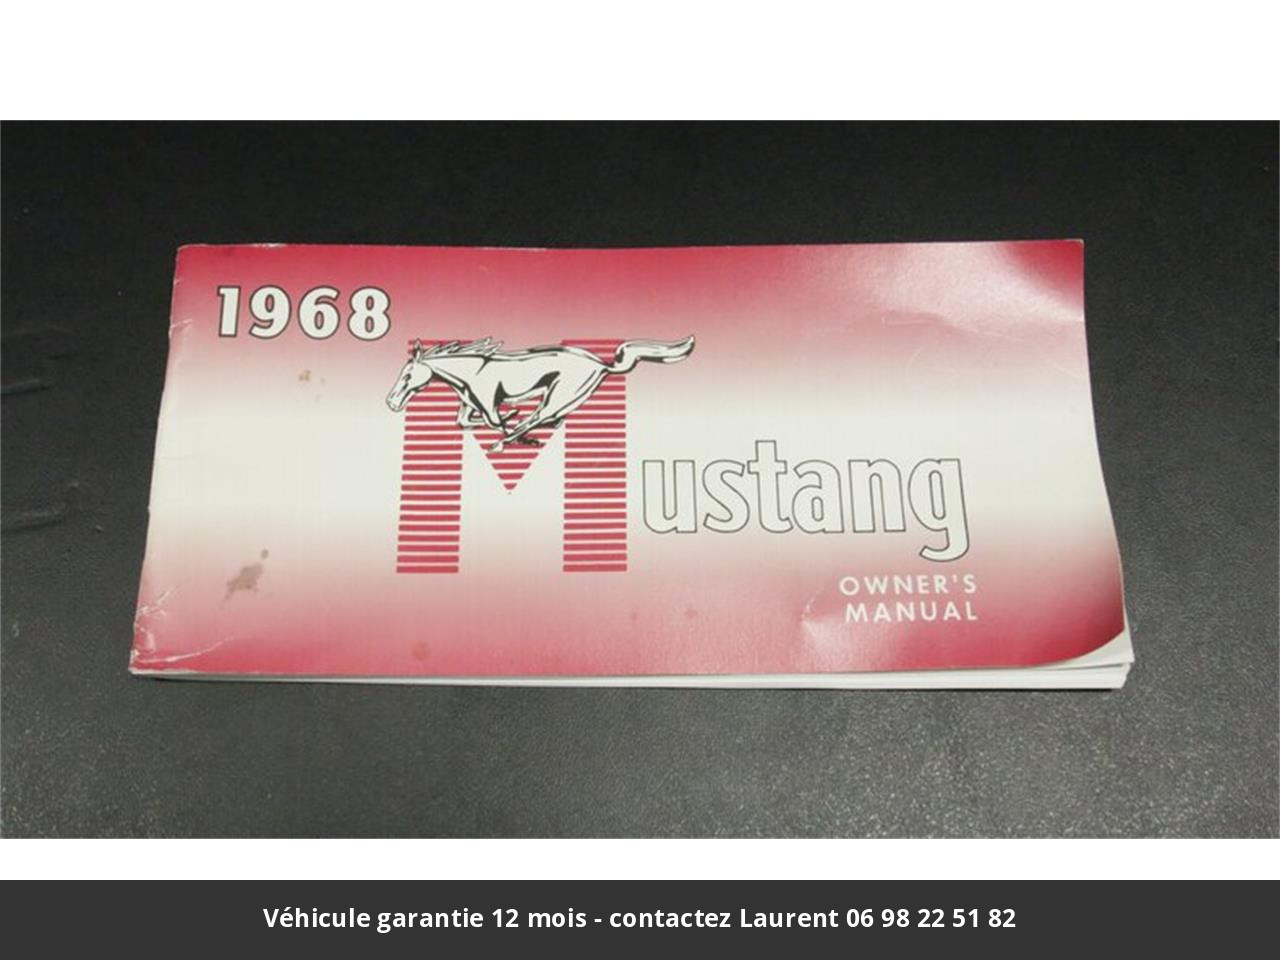 1968
Mustang
OWNER'S
MANUAL
Véhicule garantie 12 mois - contactez Laurent 06 98 22 51 82